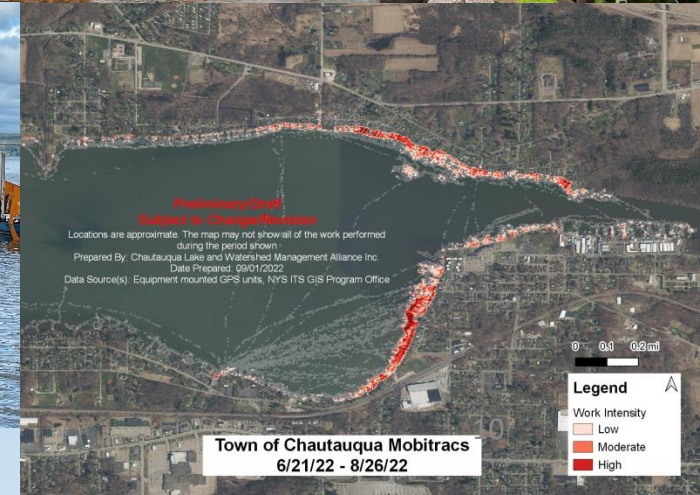 Preliminary/Draft
Subject to Change/Revision
Locations are approximate. The map may not show all of the work performed
during the period shown
Prepared By: Chautauqua Lake and Watershed Management Alliance Inc.
Date Prepared: 09/01/2022
Data Source(s): Equipment mounted GPS units, NYS ITS GIS Program Office
0 0.1 0.2 mi
Legend
Work Intensity
Low
Moderate
High
Town of Chautauqua Mobitracs
6/21/22 - 8/26/22